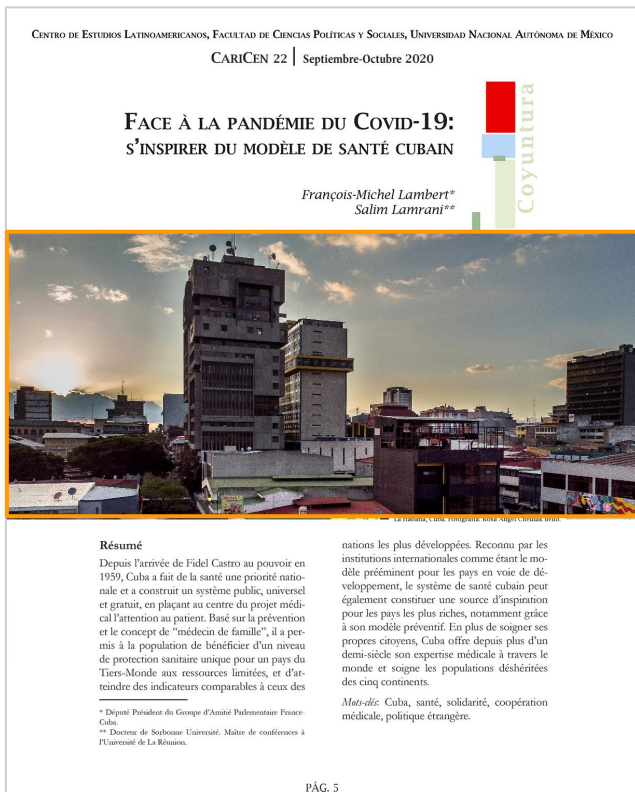 Centro de Estudios Latinoamericanos, Facultad de Ciencias Políticas y Sociales, Universidad Nacional Autónoma de México
CariCen 22 | Septiembre-Octubre 2020
Face à la pandémie du Covid-19:
s'inspirer du modèle de santé cubain
Coyuntura
François-Michel Lambert*
Salim Lamrani**
La Habana, Cuba. Fotografía: Rosa Ángel
Résumé
Depuis l'arrivée de Fidel Castro au pouvoir en
1959, Cuba a fait de la santé une priorité natio-
nale et a construit un système public, universel
et gratuit, en plaçant au centre du projet médi-
cal l'attention au patient. Basé sur la prévention
et le concept de "médecin de famille", il a per-
mis à la population de bénéficier d'un niveau
de protection sanitaire unique pour un pays du
Tiers-Monde aux ressources limitées, et d'at-
teindre des indicateurs comparables à ceux des
* Député Président du Groupe d'Amitié Parlementaire France-
Cuba.
** Docteur de Sorbonne Université. Maître de conférences à
l'Université de La Réunion.
nations les plus développées. Reconnu par les
institutions internationales comme étant le mo-
dèle prééminent pour les pays en voie de dé-
veloppement, le système de santé cubain peut
également constituer une source d'inspiration
pour les pays les plus riches, notamment grâce
à son modèle préventif. En plus de soigner ses
propres citoyens, Cuba offre depuis plus d'un
demi-siècle son expertise médicale à travers le
monde et soigne les populations déshéritées
des cinq continents.
Mots-clés: Cuba, santé, solidarité, coopération
médicale, politique étrangère.
PÁG. 5